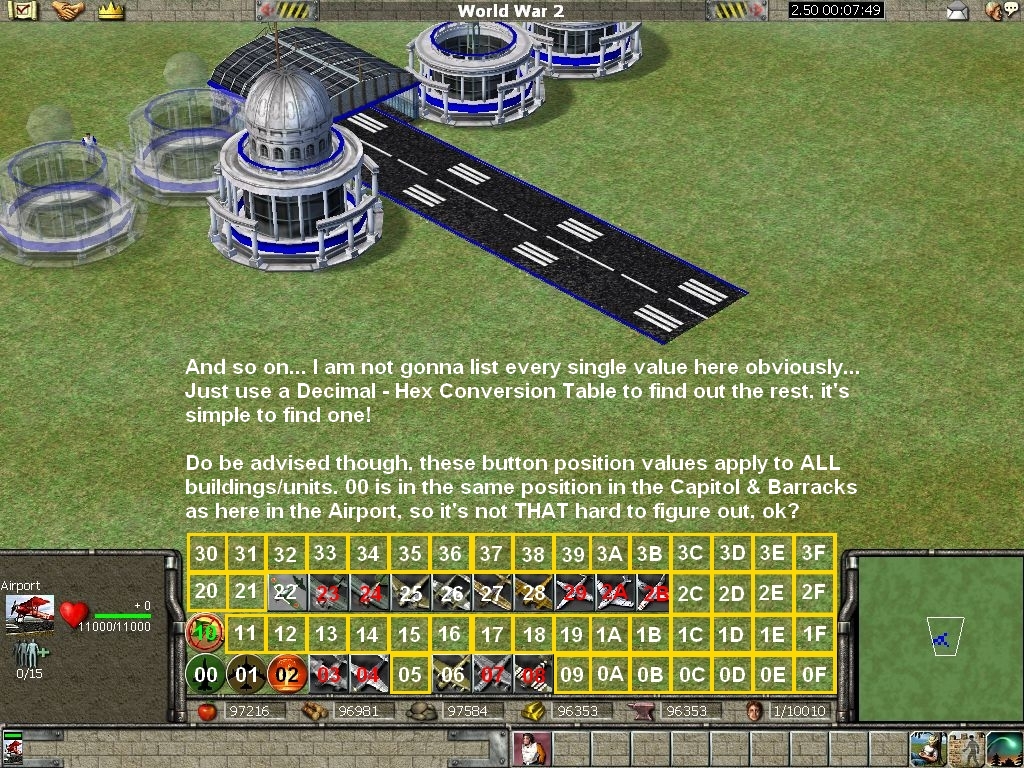 World War 2
2.50 00:07:49
And so on... I am not gonna list every single value here obviously...
Just use a Decimal - Hex Conversion Table to find out the rest, it's
simple to find one!
Do be advised though, these button position values apply to ALL
buildings/units. 00 is in the same position in the Capitol & Barracks
as here in the Airport, so it's not THAT hard to figure out, ok?
30 31 32 33 34 35 36 37 38 39 3A 3B 3C 3D 3E 3F
20 21 22 23 24 25 26 27 28 29 2A 2B 2C 2D 2E 2F
10 11 12 13 14 15 16 17 18 19 1A 1B 1C 1D 1E 1F
00 01 02 03 04 05 06 07 08 09 0A 0B 0C 0D 0E 0F
Airport
+ 0
11000/11000
0/15
97216 96981 97584 96353 96353 1/10010